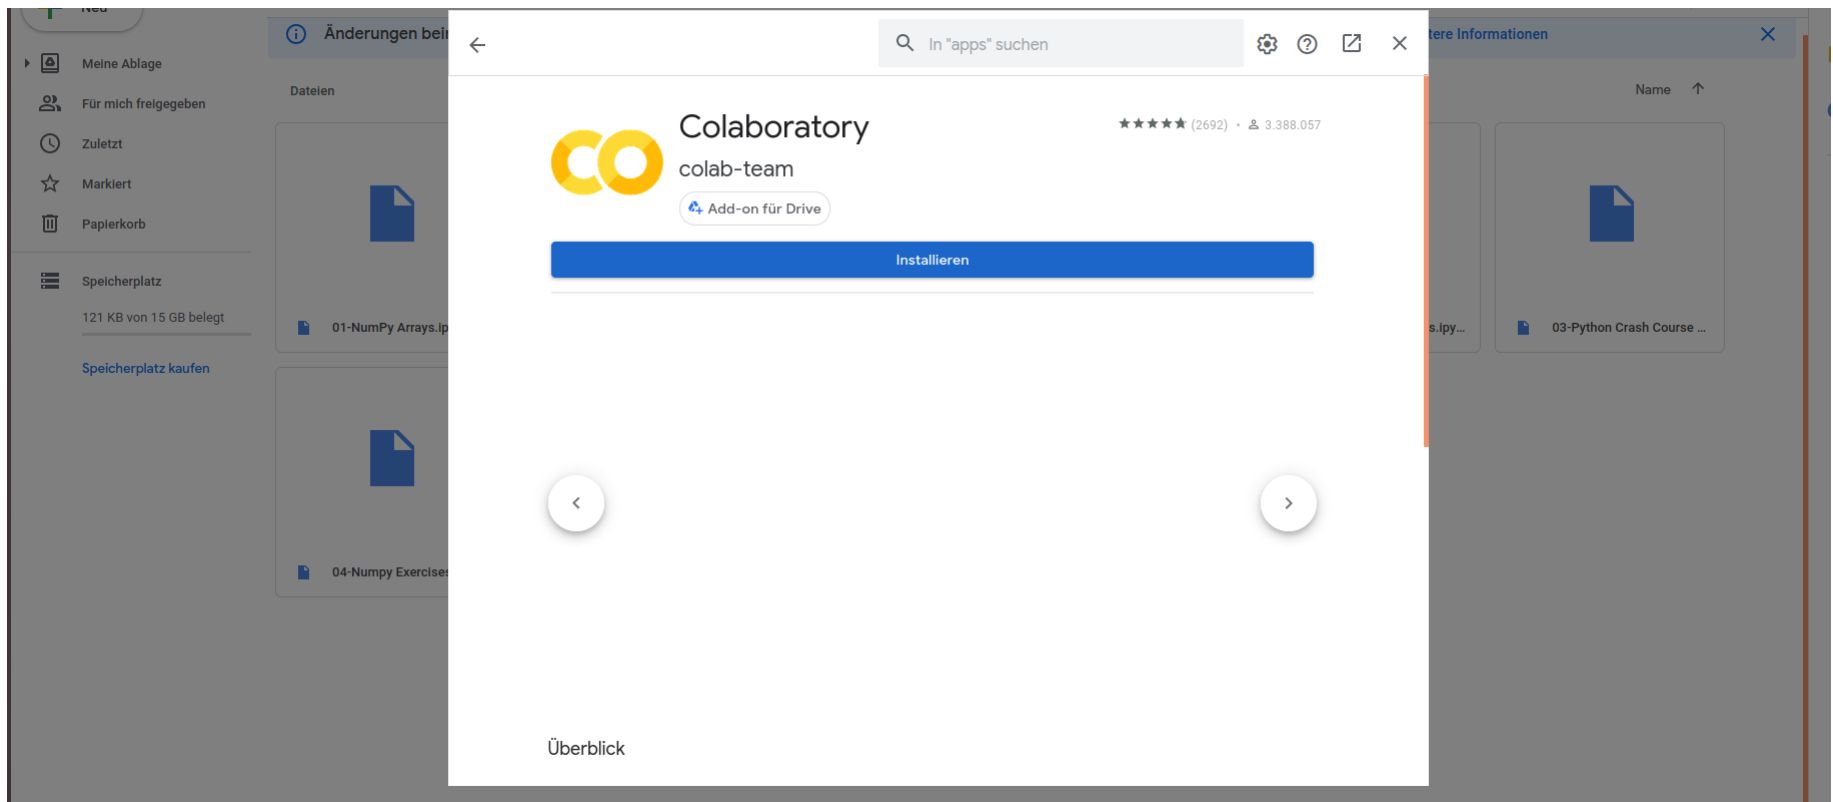 Neu
Meine Ablage
Für mich freigegeben
Zuletzt
Markiert
Papierkorb
Speicherplatz
121 KB von 15 GB belegt
Speicherplatz kaufen
Änderungen bei
Informationen
Dateien
Name
01-NumPy Arrays.ip
s.ipy...
03-Python Crash Course ...
04-Numpy Exercises
In "apps" suchen
Colaboratory
(2692) • 3.388.057
colab-team
Add-on für Drive
Installieren
Überblick